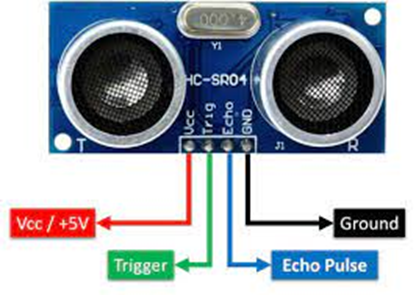 4.000
Y1
HC-SR04
Vcc
Trig
Echo
GND
T
J1
R
Vcc / +5V
Ground
Trigger
Echo Pulse